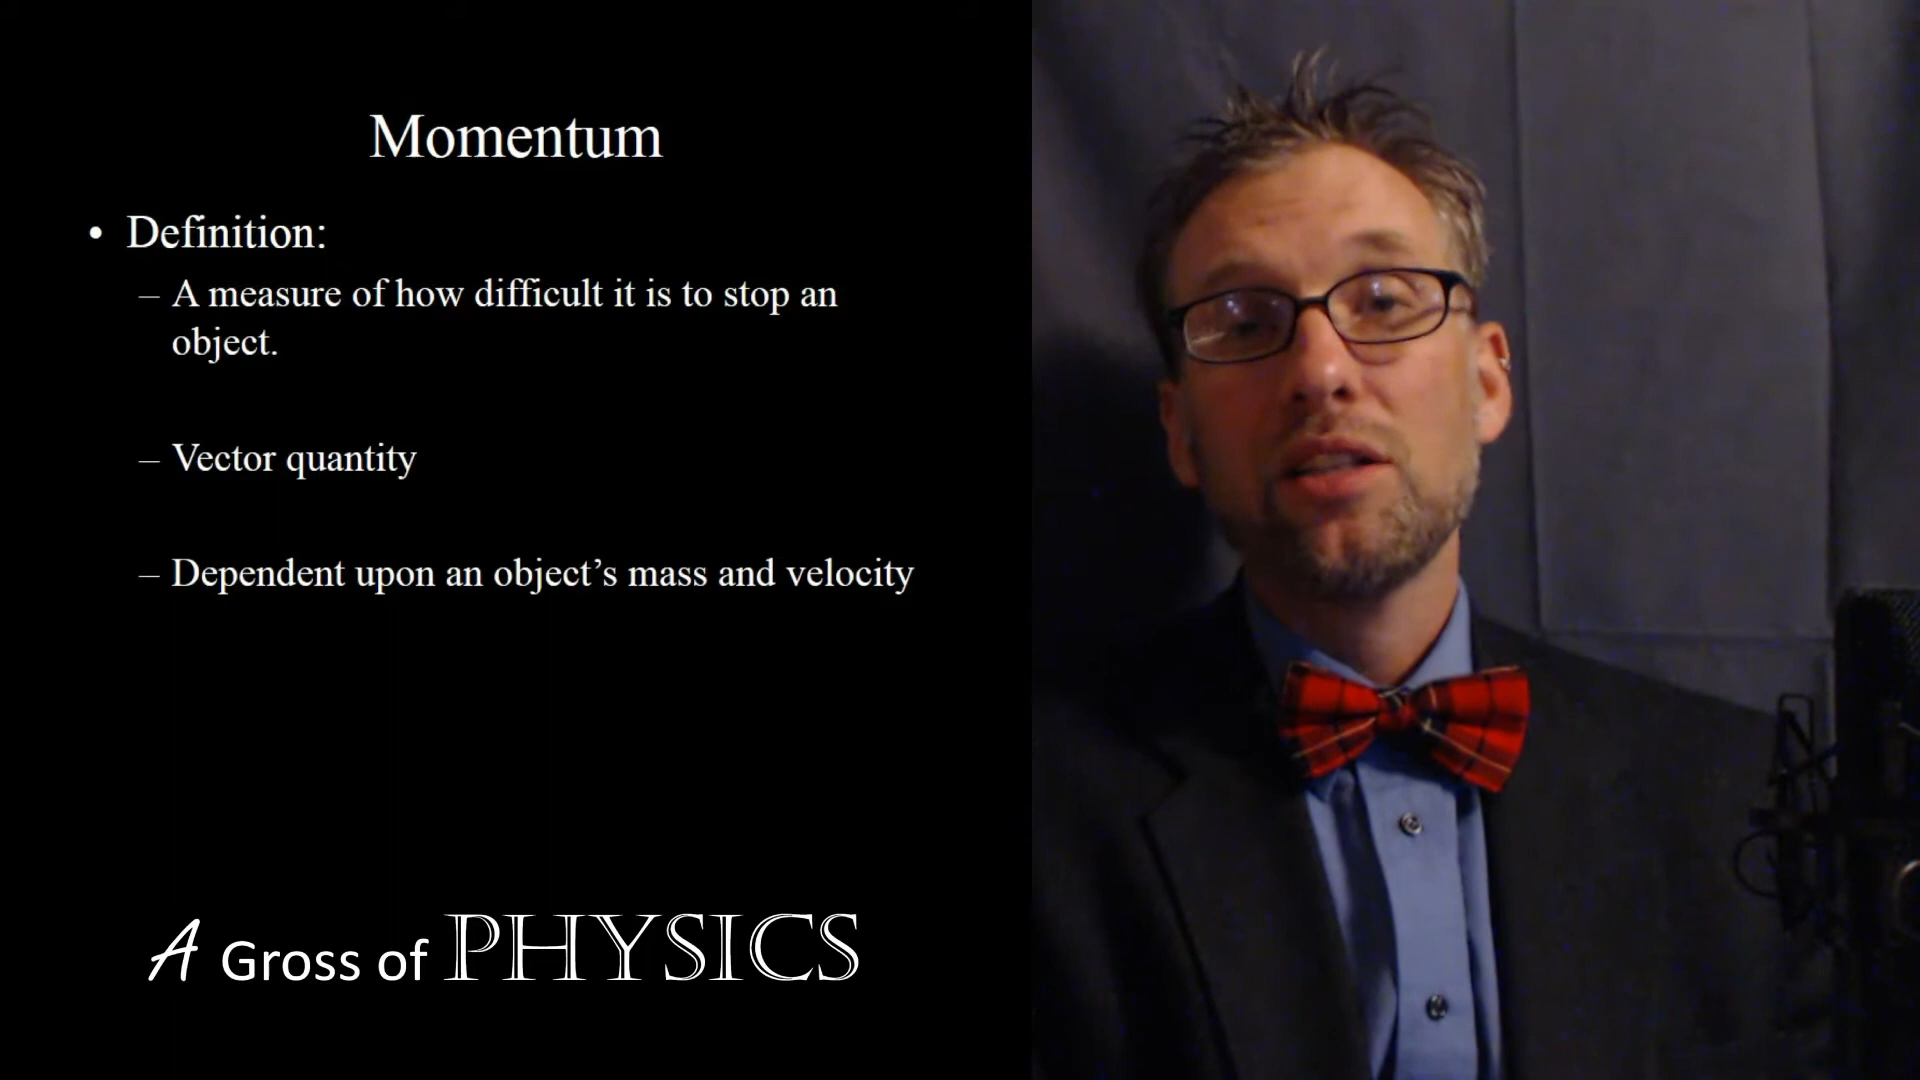 Momentum
• Definition:
– A measure of how difficult it is to stop an
object.
– Vector quantity
– Dependent upon an object’s mass and velocity
A Gross of PHYSICS